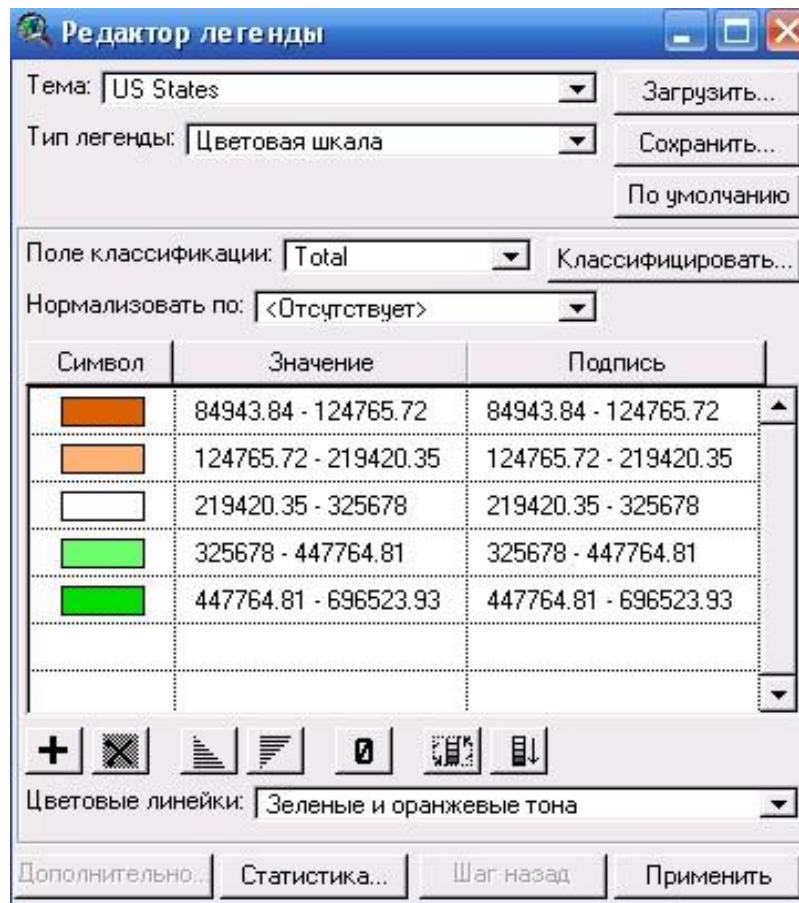 Редактор легенды
Тема: US States
Загрузить...
Тип легенды: Цветовая шкала
Сохранить...
По умолчанию
Поле классификации: Total
Классифицировать...
Нормализовать по: <Отсутствует>
Символ Значение Подпись
84943.84 - 124765.72 84943.84 - 124765.72
124765.72 - 219420.35 124765.72 - 219420.35
219420.35 - 325678 219420.35 - 325678
325678 - 447764.81 325678 - 447764.81
447764.81 - 696523.93 447764.81 - 696523.93
0
Цветовые линейки: Зеленые и оранжевые тона
Дополнительно... Статистика... Шаг назад Применить